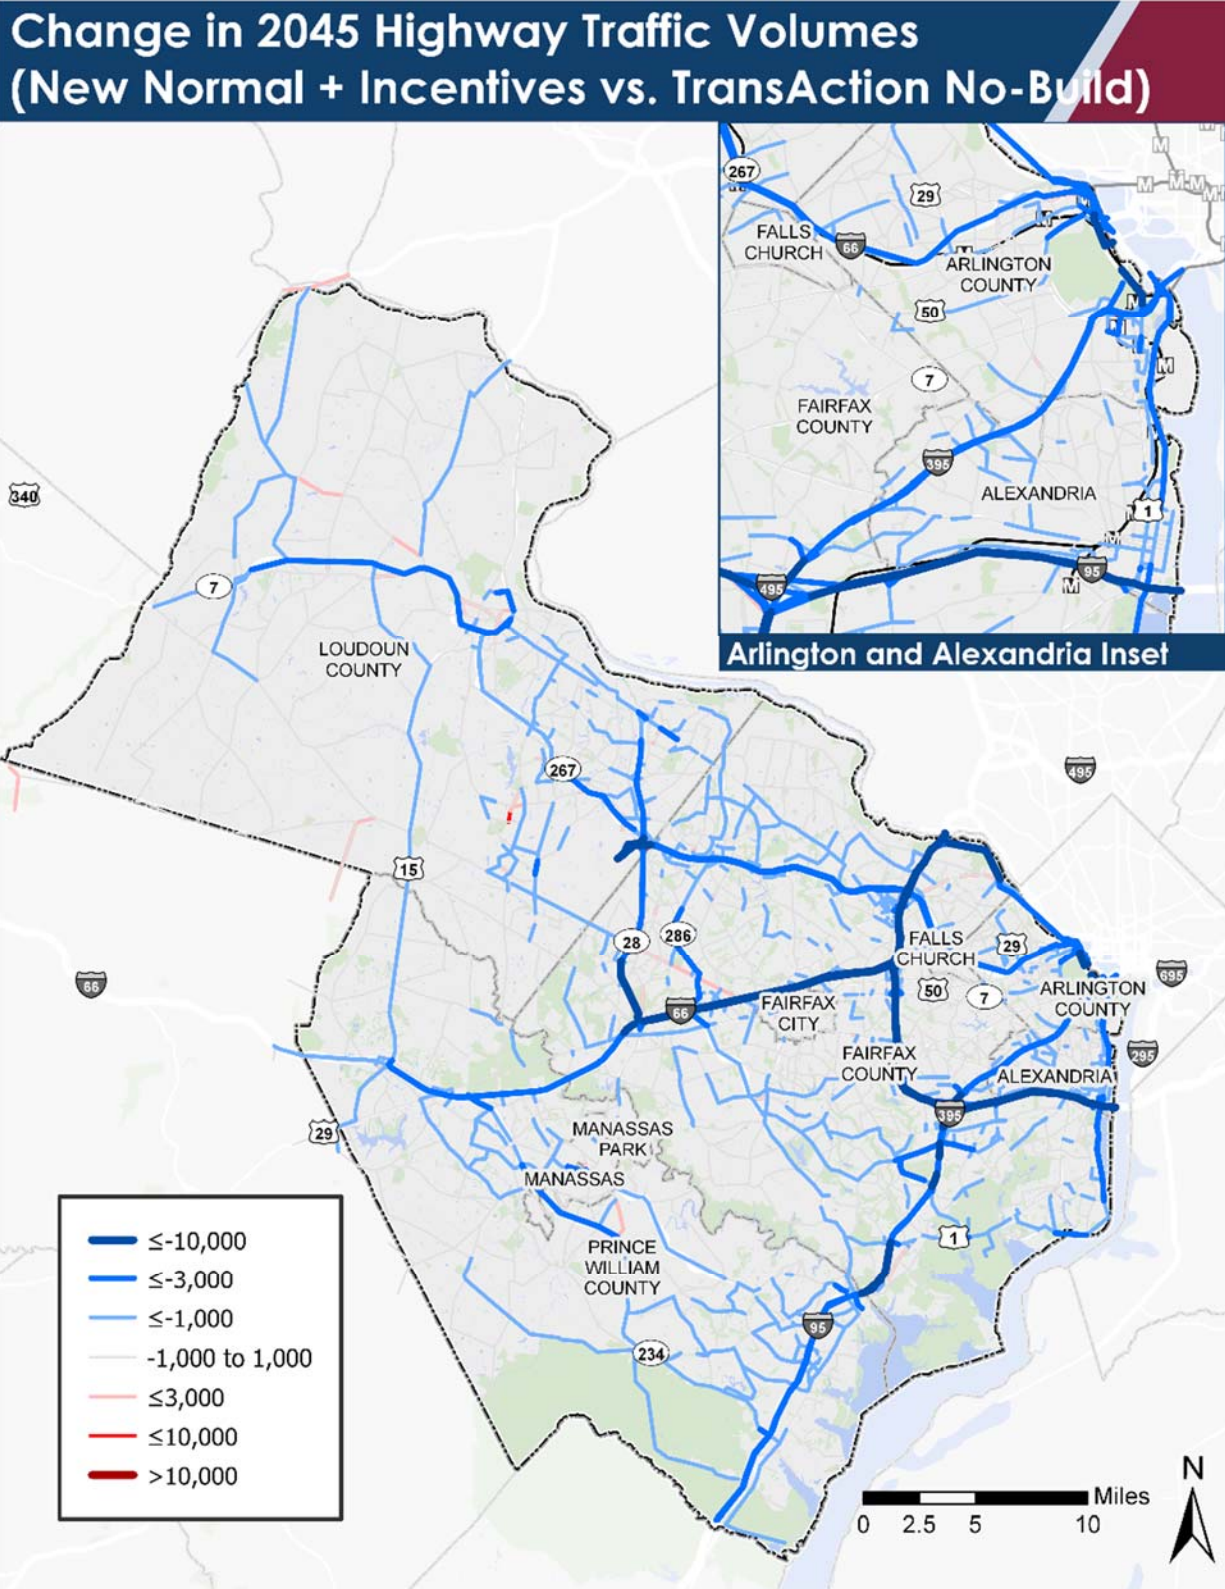 Change in 2045 Highway Traffic Volumes
(New Normal + Incentives vs. TransAction No-Build)
267
29
FALLS
CHURCH
66
ARLINGTON
COUNTY
50
7
FAIRFAX
COUNTY
395
ALEXANDRIA
1
495
95
M
M
M
M
M
M
M
M
M
M
M
M
Arlington and Alexandria Inset
340
7
LOUDOUN
COUNTY
267
495
15
28
286
FALLS
CHURCH
29
66
66
FAIRFAX
CITY
50
7
ARLINGTON
COUNTY
695
FAIRFAX
COUNTY
295
ALEXANDRIA
395
29
MANASSAS
PARK
MANASSAS
PRINCE
WILLIAM
COUNTY
1
95
234
≤-10,000
≤-3,000
≤-1,000
-1,000 to 1,000
≤3,000
≤10,000
>10,000
N
Miles
0 2.5 5 10